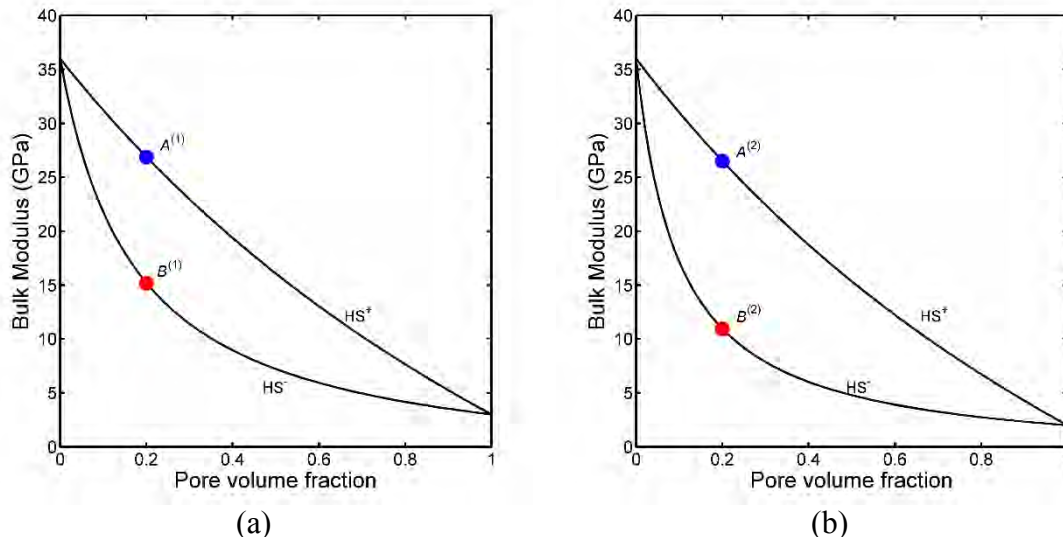 40
35
30
25
20
15
10
5
0
Bulk Modulus (GPa)
A(1)
B(1)
HS+
HS-
0 0.2 0.4 0.6 0.8 1
Pore volume fraction
(a)
40
35
30
25
20
15
10
5
0
Bulk Modulus (GPa)
A(2)
B(2)
HS+
HS-
0 0.2 0.4 0.6 0.8
Pore volume fraction
(b)